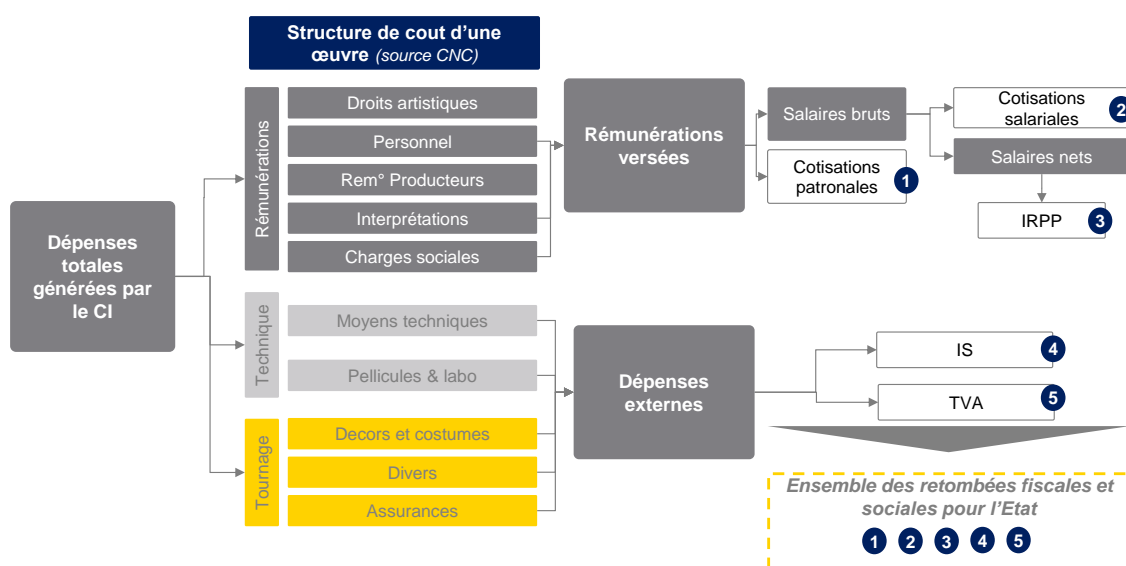 Structure de cout d'une
œuvre (source CNC)
Dépenses
totales
générées par
le CI
Rémunérations
Droits artistiques
Personnel
Rem° Producteurs
Interprétations
Charges sociales
Technique
Moyens techniques
Pellicules & labo
Tournage
Decors et costumes
Divers
Assurances
Rémunérations
versées
Salaires bruts
Cotisations
patronales
1
Cotisations
salariales
2
Salaires nets
IRPP
3
Dépenses
externes
IS
4
TVA
5
Ensemble des retombées fiscales et
sociales pour l'Etat
1 2 3 4 5